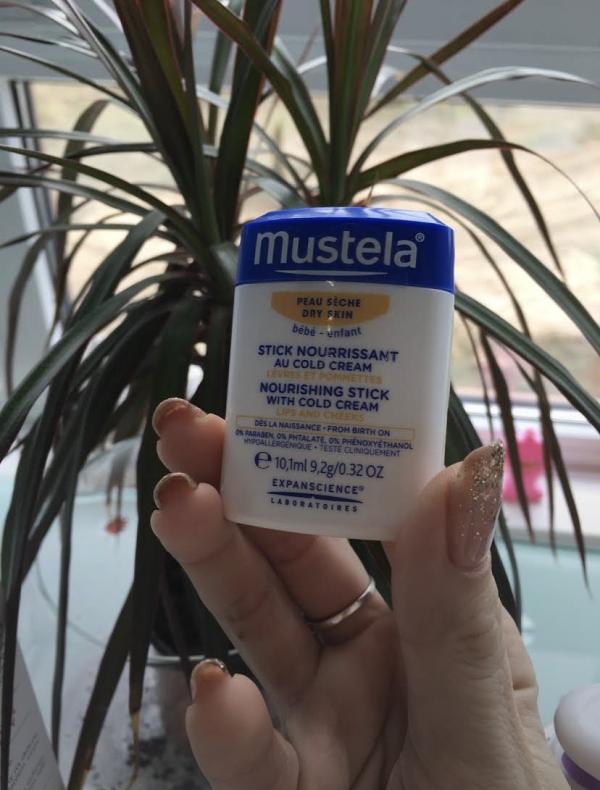 mustela®
PEAU SÈCHE
DRY SKIN
bébé - enfant
STICK NOURRISSANT
AU COLD CREAM
LÈVRES ET POMMETTES
NOURISHING STICK
WITH COLD CREAM
LIPS AND CHEEKS
DÈS LA NAISSANCE • FROM BIRTH ON
0% PARABEN, 0% PHTALATE, 0% PHÉNOXYÉTHANOL
HYPOALLERGÉNIQUE • TESTÉ CLINIQUEMENT
℮ 10,1ml 9,2g/0.32 OZ
EXPANSCIENCE®
LABORATOIRES